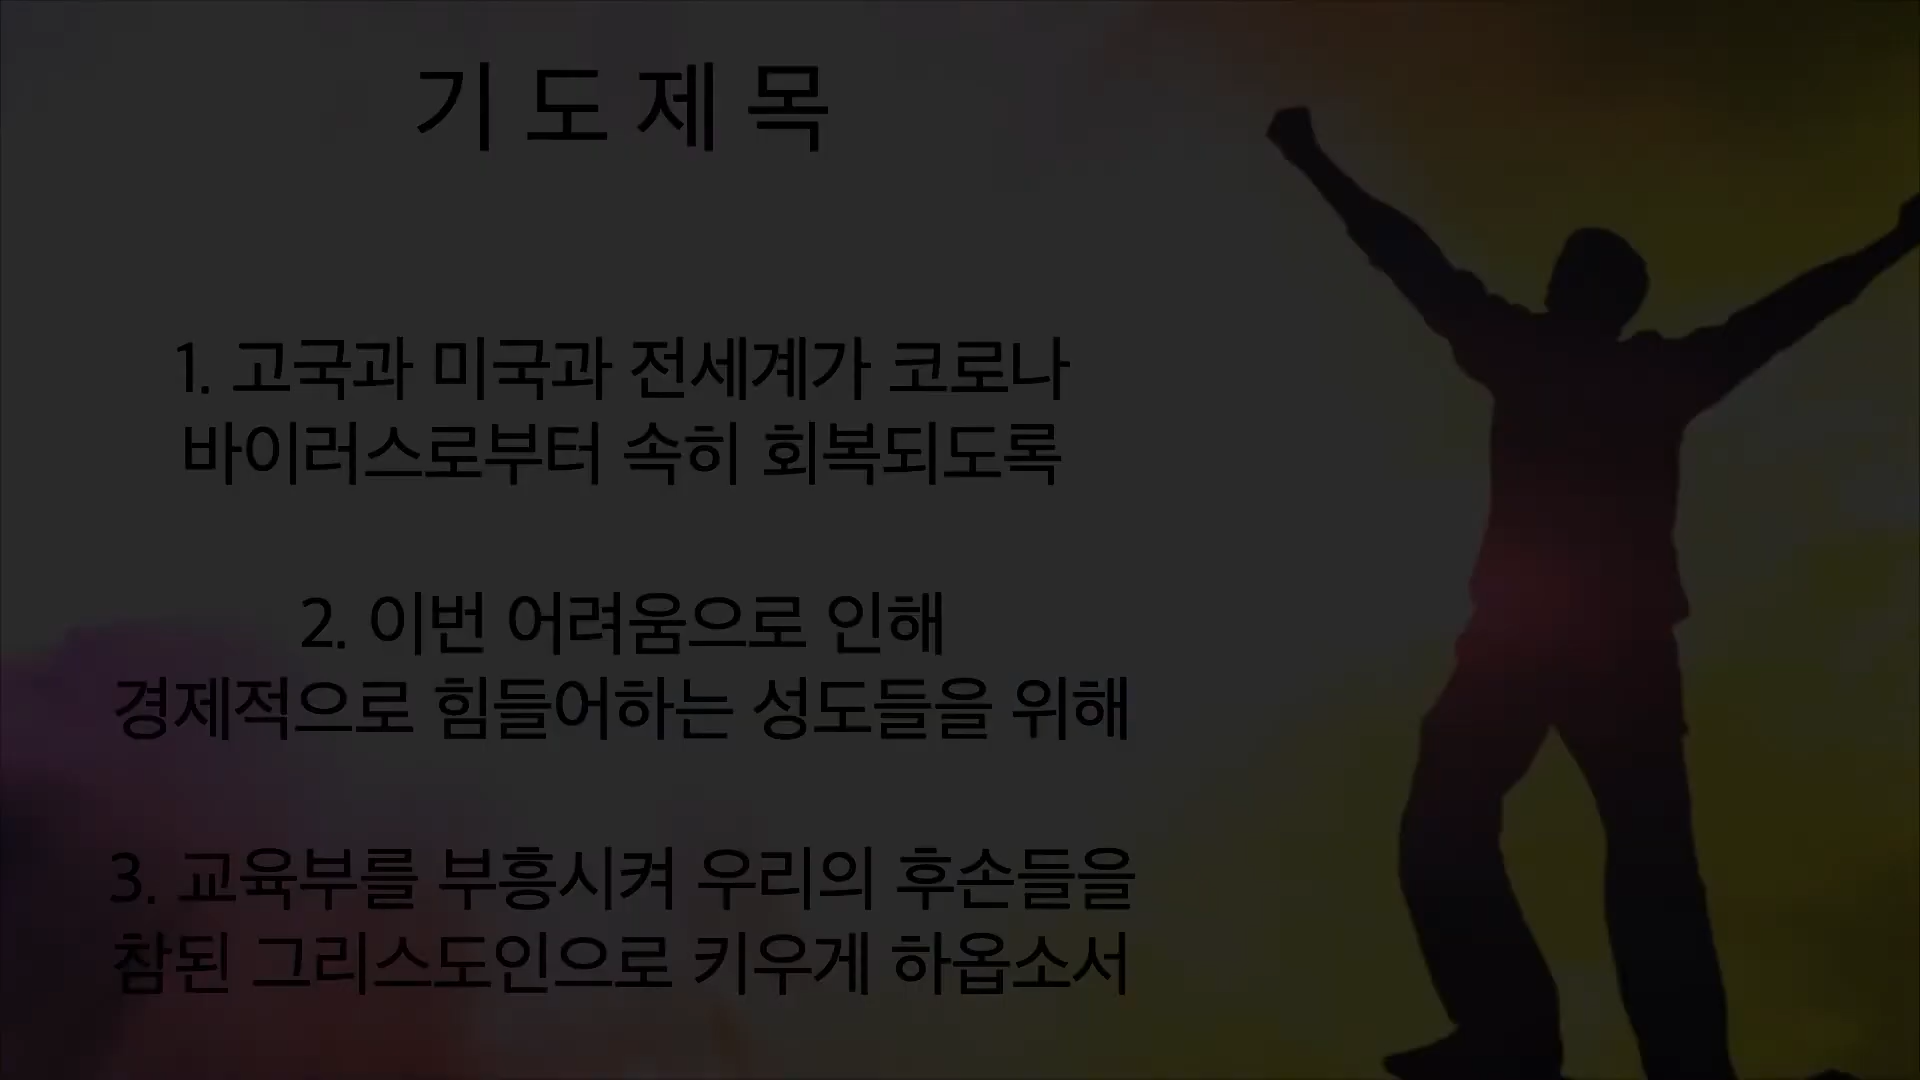 기 도 제 목
1. 고국과 미국과 전세계가 코로나
바이러스로부터 속히 회복되도록
2. 이번 어려움으로 인해
경제적으로 힘들어하는 성도들을 위해
3. 교육부를 부흥시켜 우리의 후손들을
참된 그리스도인으로 키우게 하옵소서